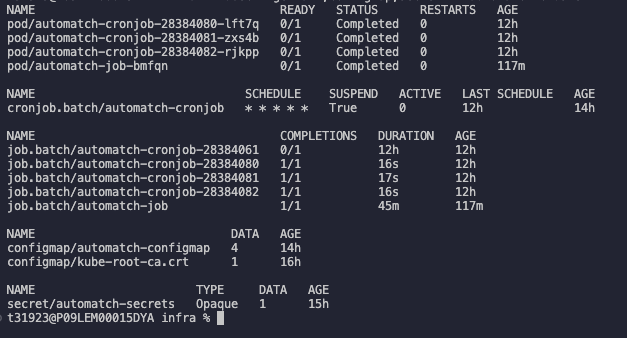 NAME READY STATUS RESTARTS AGE
pod/automatch-cronjob-28384080-lft7q 0/1 Completed 0 12h
pod/automatch-cronjob-28384081-zxs4b 0/1 Completed 0 12h
pod/automatch-cronjob-28384082-rjkpp 0/1 Completed 0 12h
pod/automatch-job-bmfqn 0/1 Completed 0 117m
NAME SCHEDULE SUSPEND ACTIVE LAST SCHEDULE AGE
cronjob.batch/automatch-cronjob * * * * * True 0 12h 14h
NAME COMPLETIONS DURATION AGE
job.batch/automatch-cronjob-28384061 0/1 12h 12h
job.batch/automatch-cronjob-28384080 1/1 16s 12h
job.batch/automatch-cronjob-28384081 1/1 17s 12h
job.batch/automatch-cronjob-28384082 1/1 16s 12h
job.batch/automatch-job 1/1 45m 117m
NAME DATA AGE
configmap/automatch-configmap 4 14h
configmap/kube-root-ca.crt 1 16h
NAME TYPE DATA AGE
secret/automatch-secrets Opaque 1 15h
t31923@P09LEM00015DYA infra %